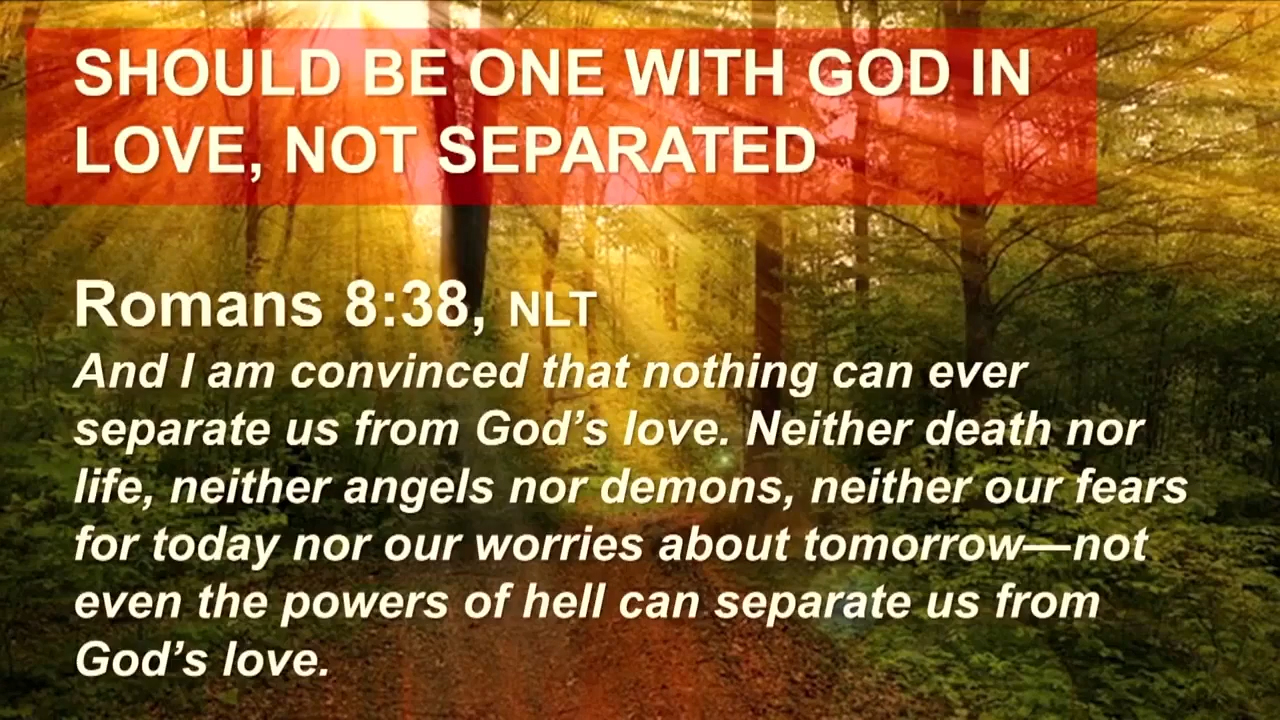 SHOULD BE ONE WITH GOD IN
LOVE, NOT SEPARATED
Romans 8:38, NLT
And I am convinced that nothing can ever
separate us from God’s love. Neither death nor
life, neither angels nor demons, neither our fears
for today nor our worries about tomorrow—not
even the powers of hell can separate us from
God’s love.